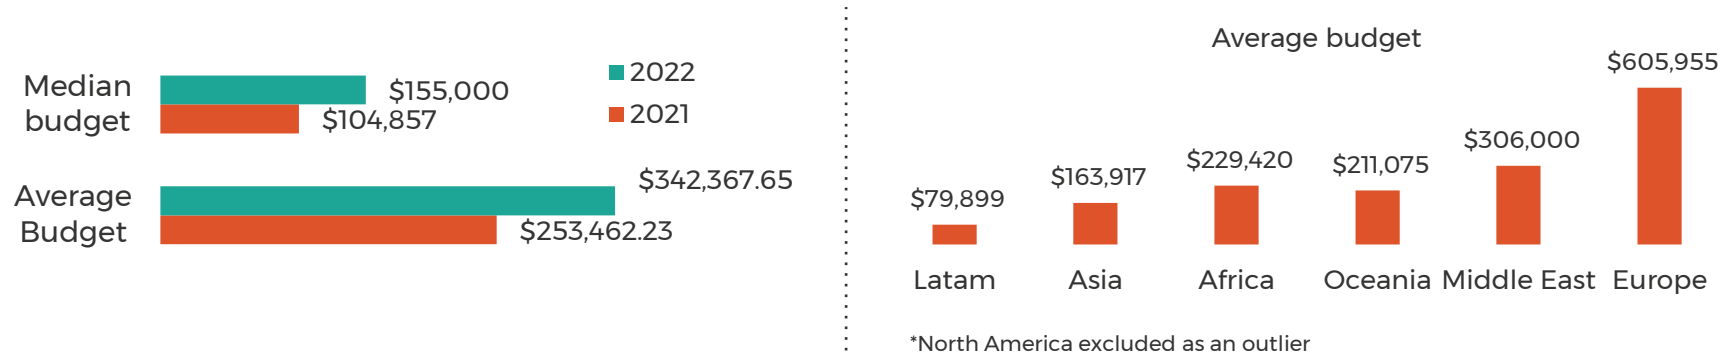 Median
budget
$155,000
$104,857
2022
2021
Average
Budget
$342,367.65
$253,462.23
Average budget
$79,899
$163,917
$229,420
$211,075
$306,000
$605,955
Latam
Asia
Africa
Oceania
Middle East
Europe
*North America excluded as an outlier